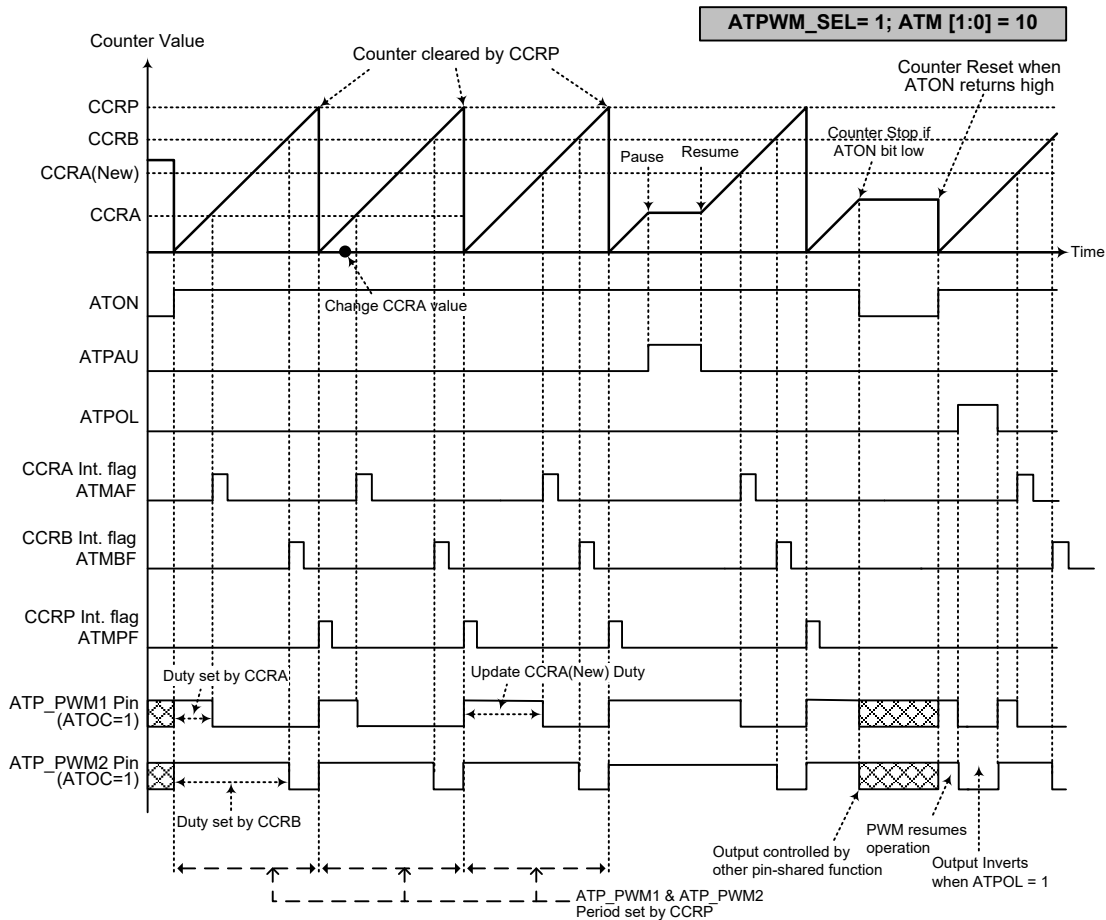 ATPWM_SEL= 1; ATM [1:0] = 10
Counter Value
Counter cleared by CCRP
Counter Reset when
ATON returns high
CCRP
CCRB
CCRA(New)
CCRA
Pause
Resume
Counter Stop if
ATON bit low
Time
Change CCRA value
ATON
ATPAU
ATPOL
CCRA Int. flag
ATMAF
CCRB Int. flag
ATMBF
CCRP Int. flag
ATMPF
Duty set by CCRA
Update CCRA(New) Duty
ATP_PWM1 Pin
(ATOC=1)
ATP_PWM2 Pin
(ATOC=1)
Duty set by CCRB
Output controlled by
other pin-shared function
PWM resumes
operation
Output Inverts
when ATPOL = 1
ATP_PWM1 & ATP_PWM2
Period set by CCRP